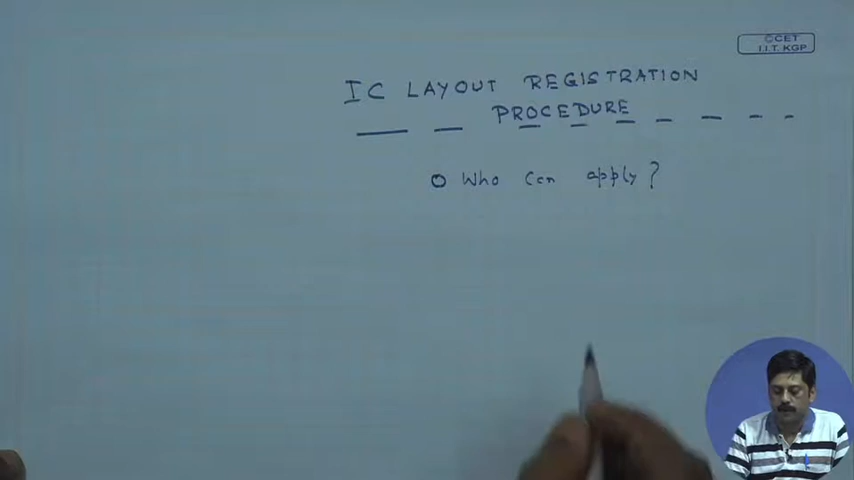 ©CET
I.I.T. KGP
IC LAYOUT REGISTRATION
PROCEDURE
O Who can apply?